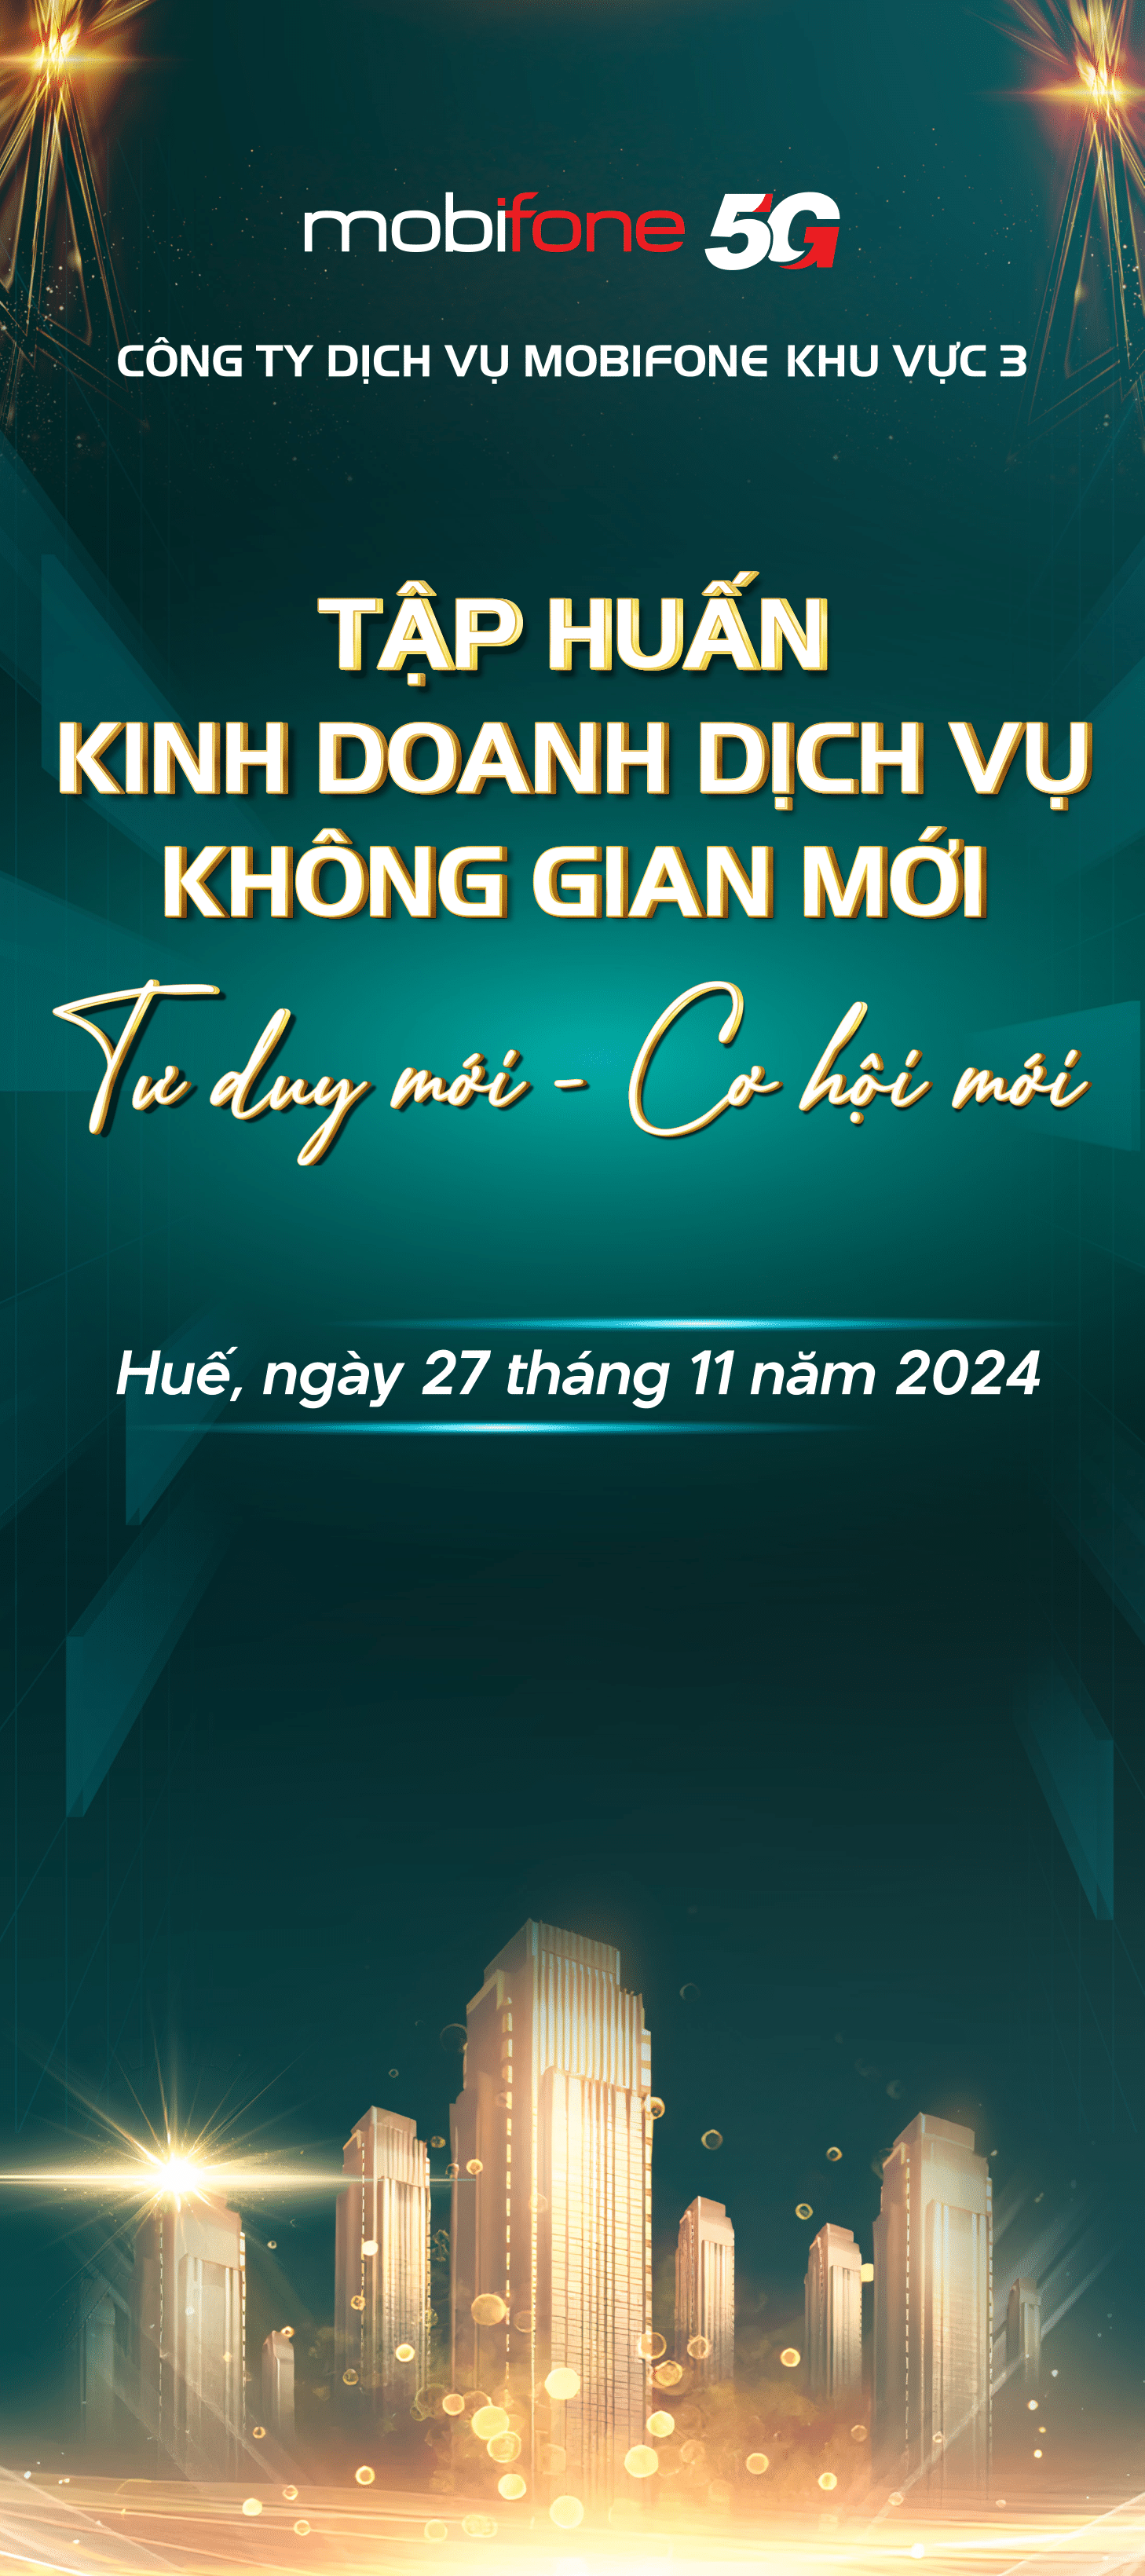 mobifone 5G
CÔNG TY DỊCH VỤ MOBIFONE KHU VỰC 3
TẬP HUẤN
KINH DOANH DỊCH VỤ
KHÔNG GIAN MỚI
Tư duy mới - Cơ hội mới
Huế, ngày 27 tháng 11 năm 2024